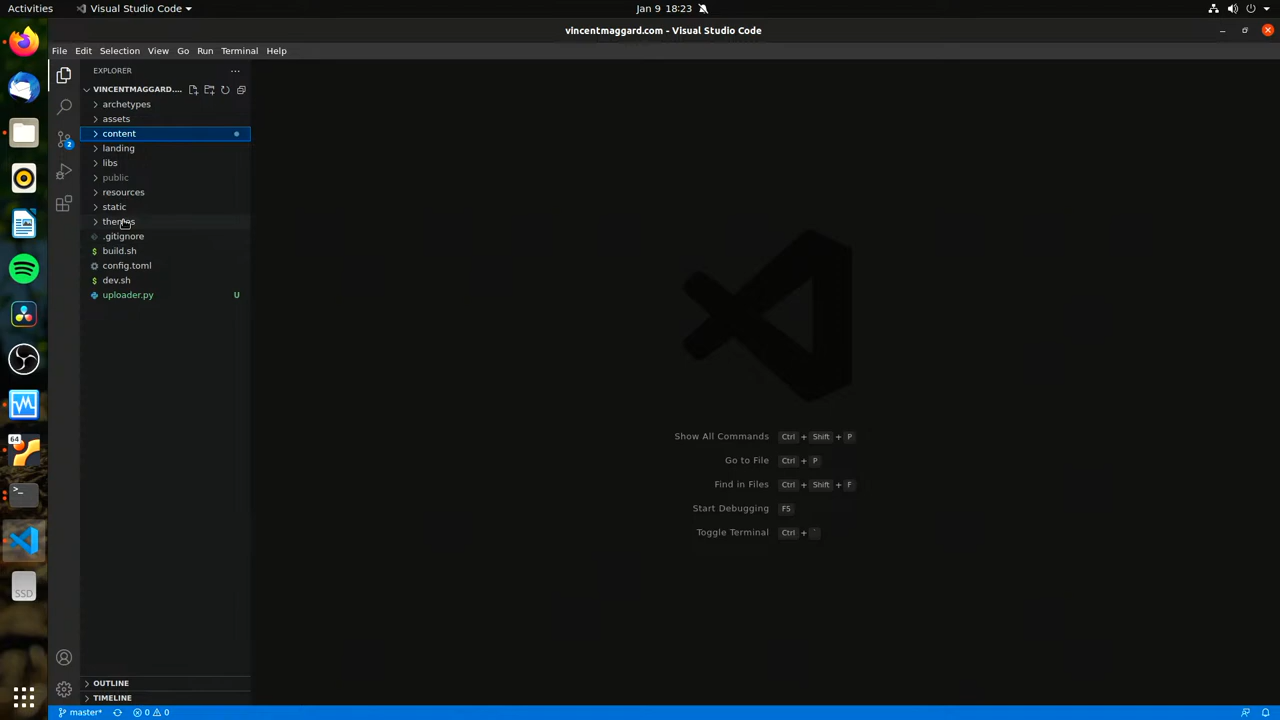 Activities
Visual Studio Code
Jan 9 18:23
vincentmaggard.com - Visual Studio Code
File Edit Selection View Go Run Terminal Help
EXPLORER
VINCENTMAGGARD....
archetypes
assets
content
landing
libs
public
resources
static
themes
.gitignore
$ build.sh
config.toml
$ dev.sh
uploader.py U
2
64
SSD
Show All Commands Ctrl + Shift + P
Go to File Ctrl + P
Find in Files Ctrl + Shift + F
Start Debugging F5
Toggle Terminal Ctrl + `
OUTLINE
TIMELINE
master* 0 0